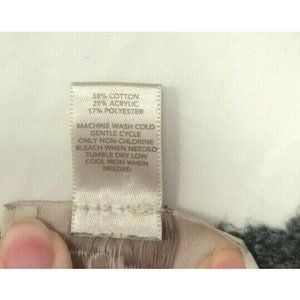 58% COTTON
25% ACRYLIC
17% POLYESTER
MACHINE WASH COLD
GENTLE CYCLE
ONLY NON-CHLORINE
BLEACH WHEN NEEDED
TUMBLE DRY LOW
COOL IRON WHEN
NEEDED